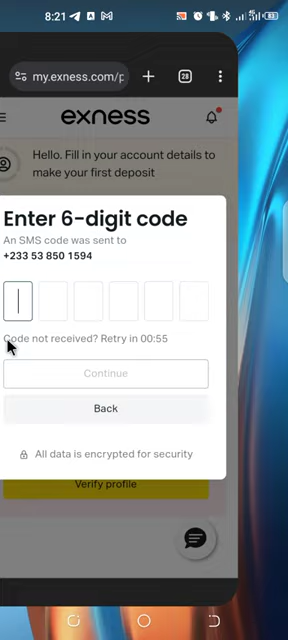 8:21
my.exness.com/p
28
exness
Hello. Fill in your account details to
make your first deposit
Enter 6-digit code
An SMS code was sent to
+233 53 850 1594
Code not received? Retry in 00:55
Continue
Back
All data is encrypted for security
Verify profile